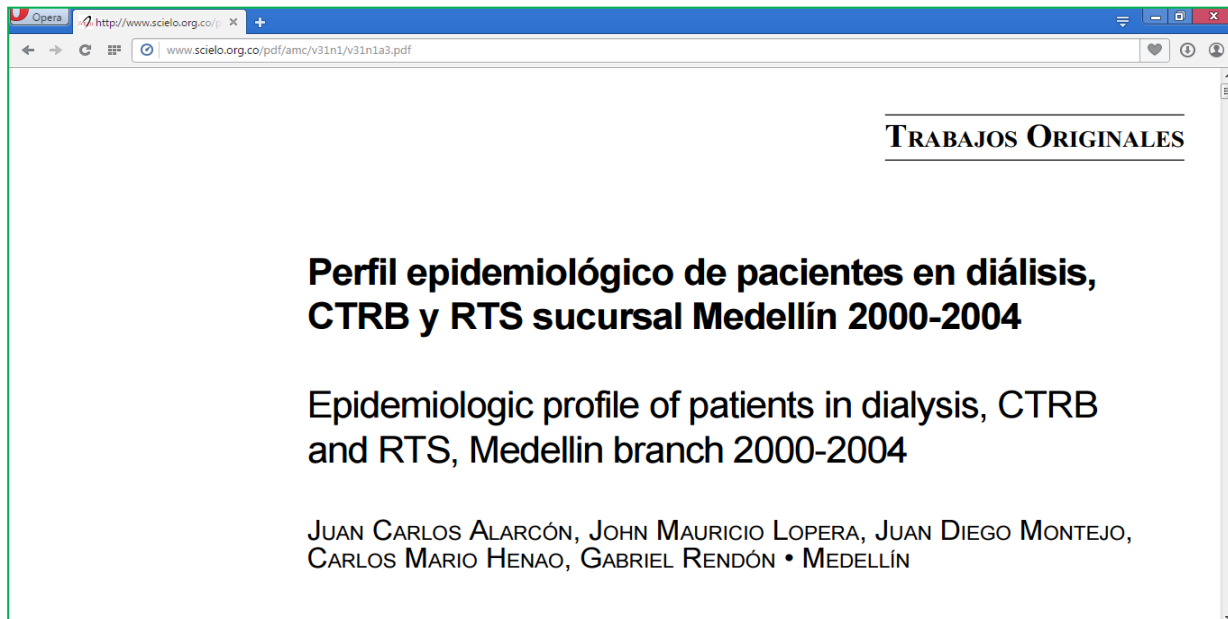 Opera
http://www.scielo.org.co/p
www.scielo.org.co/pdf/amc/v31n1/v31n1a3.pdf
TRABAJOS ORIGINALES
Perfil epidemiológico de pacientes en diálisis,
CTRB y RTS sucursal Medellín 2000-2004
Epidemiologic profile of patients in dialysis, CTRB
and RTS, Medellin branch 2000-2004
JUAN CARLOS ALARCÓN, JOHN MAURICIO LOPERA, JUAN DIEGO MONTEJO,
CARLOS MARIO HENAO, GABRIEL RENDÓN • MEDELLÍN